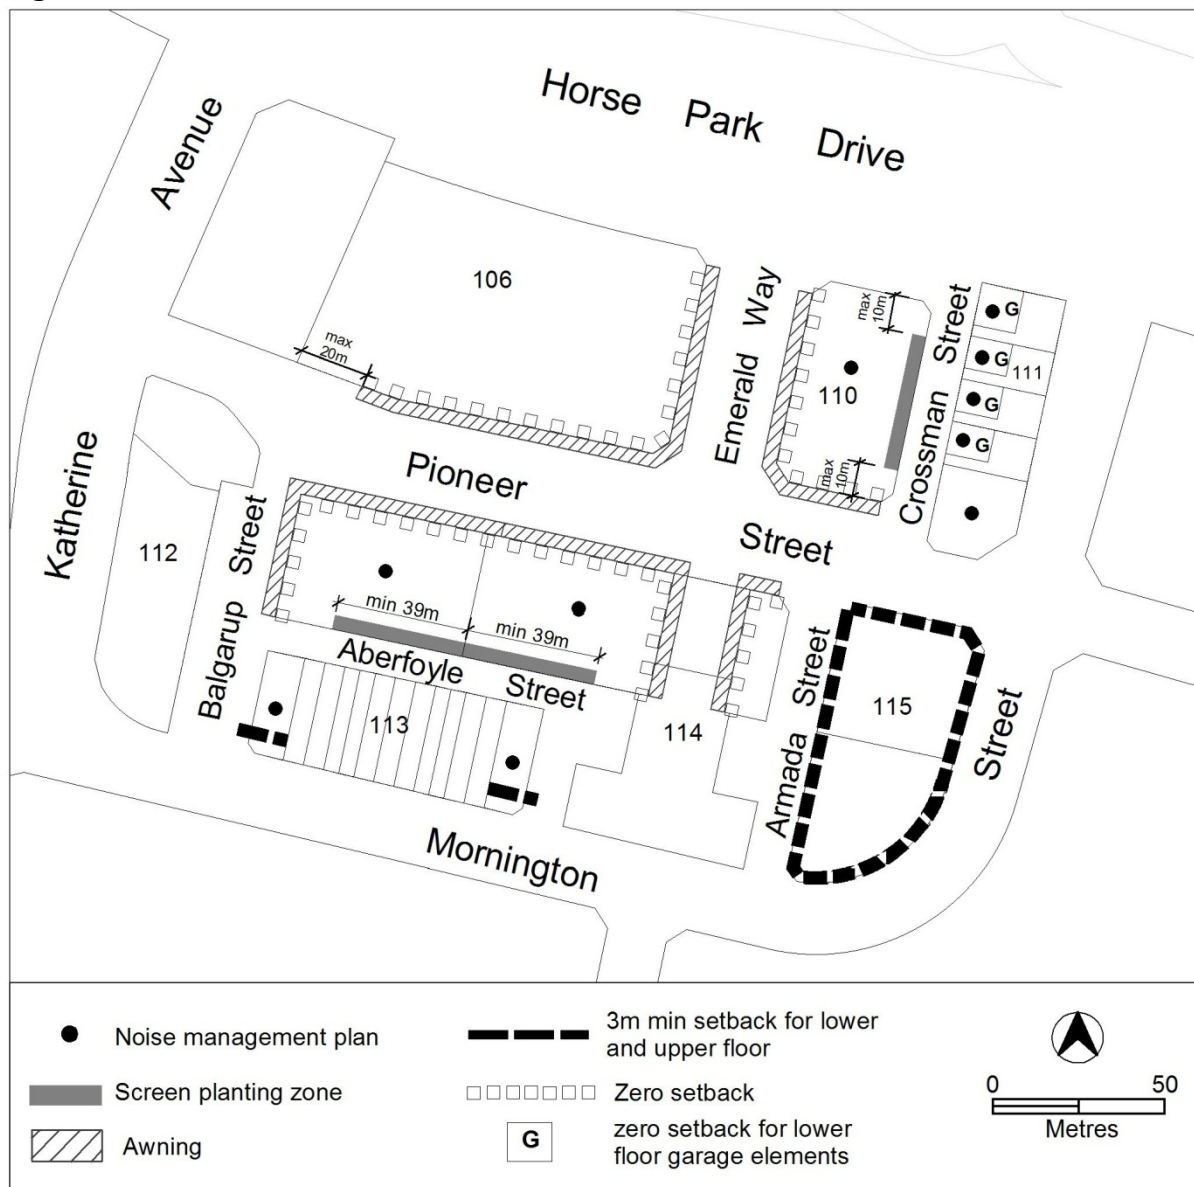 Horse Park Drive
Avenue
106
max
20m
Emerald Way
max
10m
110
max
10m
Crossman Street
G
G
111
G
G
Katherine
112
Pioneer
Street
Balgarup Street
min 39m
min 39m
Aberfoyle Street
113
114
Armada Street
115
Street
Mornington
Noise management plan
Screen planting zone
Awning
3m min setback for lower
and upper floor
Zero setback
G
zero setback for lower
floor garage elements
0 50
Metres